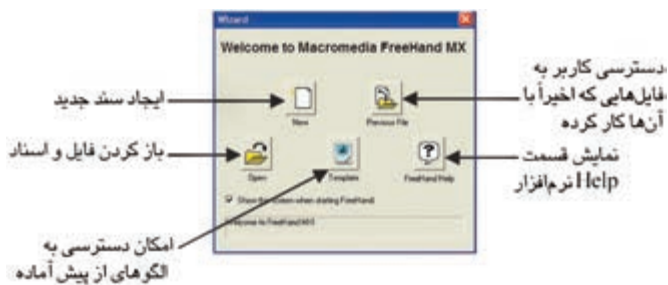 Wizard
Welcome to Macromedia FreeHand MX
ایجاد سند جدید
New
Previous File
دسترسی کاربر به
فایل‌هایی که اخیراً با
آن‌ها کار کرده
باز کردن فایل و اسناد
Open
Template
FreeHand Help
نمایش قسمت
Help نرم‌افزار
Show this screen when starting FreeHand
Welcome to FreeHand MX
امکان دسترسی به
الگوهای از پیش آماده